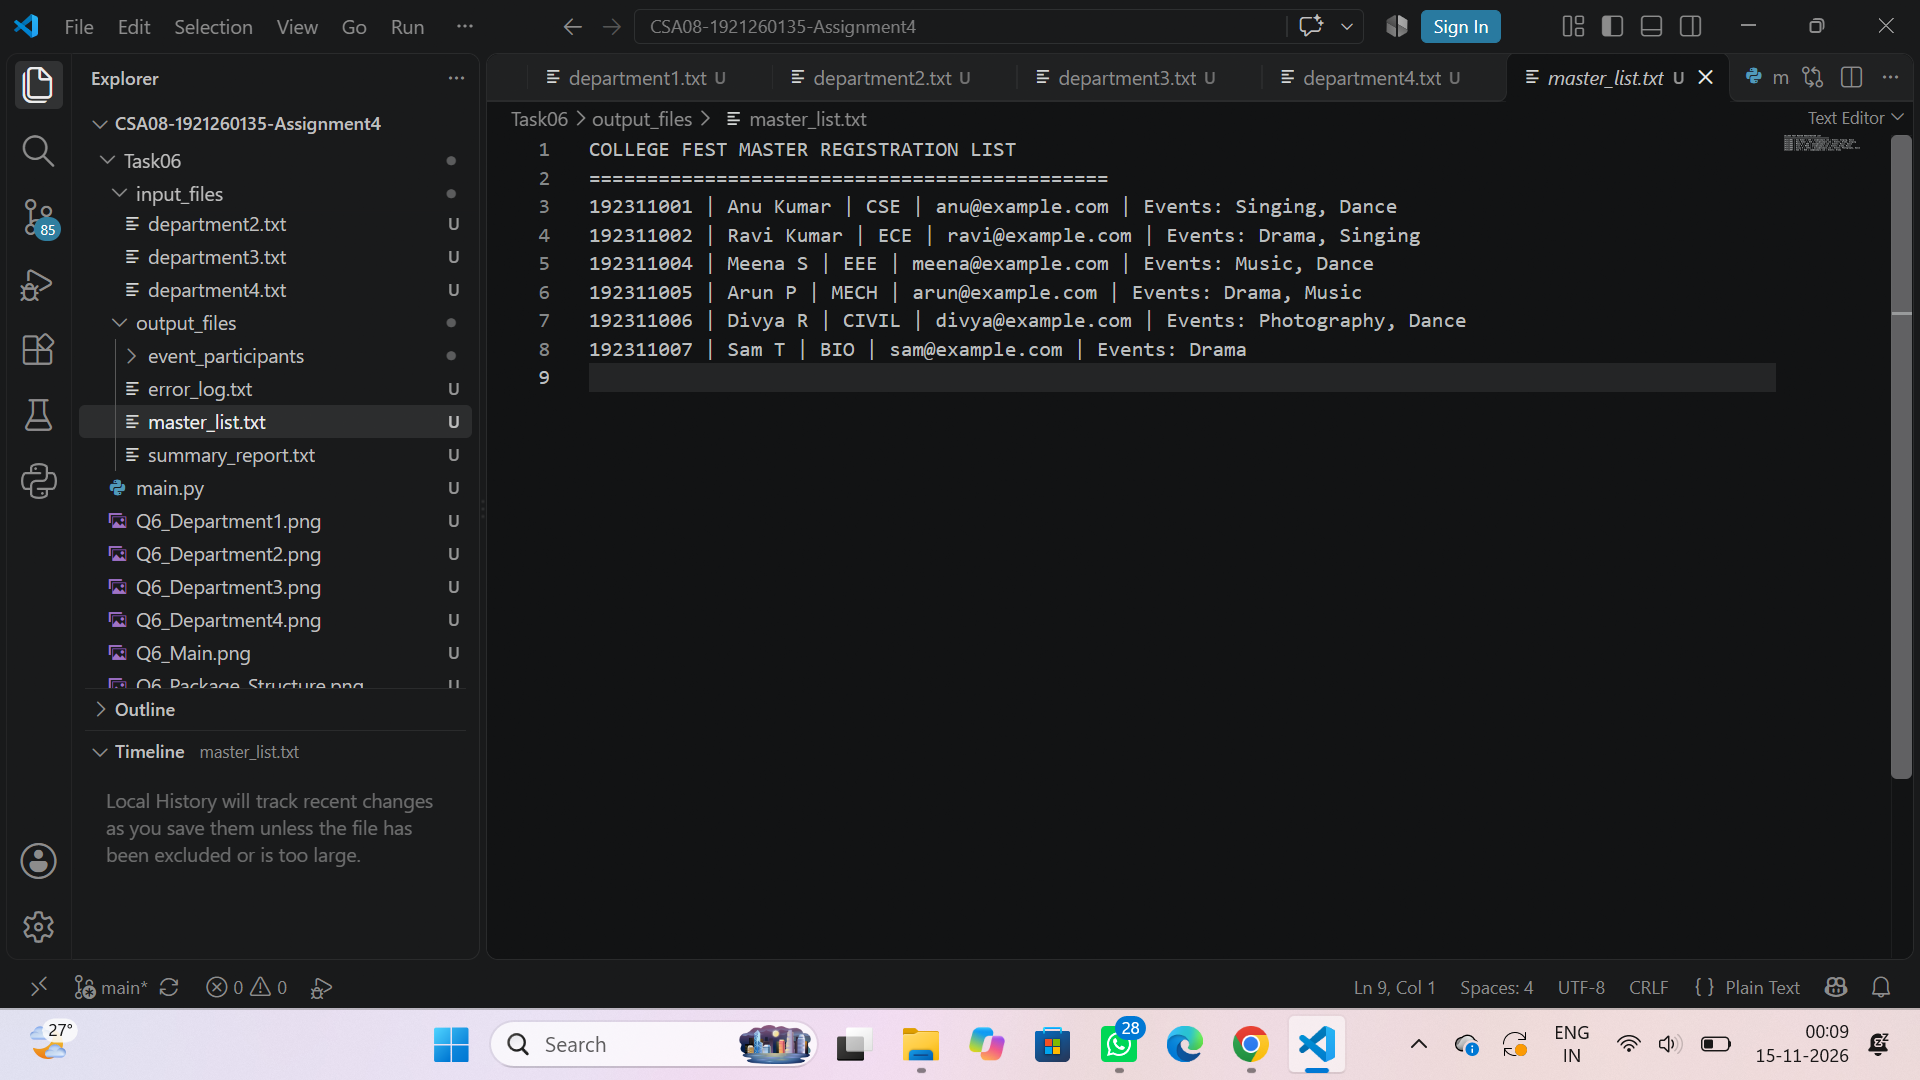 File Edit Selection View Go Run ···
CSA08-1921260135-Assignment4
Sign In
Explorer
CSA08-1921260135-Assignment4
Task06
input_files
department2.txt U
department3.txt U
department4.txt U
output_files
event_participants
error_log.txt U
master_list.txt U
summary_report.txt U
main.py U
Q6_Department1.png U
Q6_Department2.png U
Q6_Department3.png U
Q6_Department4.png U
Q6_Main.png U
Q6_Package_Structure.png U
Outline
Timeline master_list.txt
Local History will track recent changes
as you save them unless the file has
been excluded or is too large.
85
department1.txt U department2.txt U department3.txt U department4.txt U master_list.txt U m
Task06 > output_files > master_list.txt
Text Editor
1 COLLEGE FEST MASTER REGISTRATION LIST
2 =============================================
3 192311001 | Anu Kumar | CSE | anu@example.com | Events: Singing, Dance
4 192311002 | Ravi Kumar | ECE | ravi@example.com | Events: Drama, Singing
5 192311004 | Meena S | EEE | meena@example.com | Events: Music, Dance
6 192311005 | Arun P | MECH | arun@example.com | Events: Drama, Music
7 192311006 | Divya R | CIVIL | divya@example.com | Events: Photography, Dance
8 192311007 | Sam T | BIO | sam@example.com | Events: Drama
9
main* 0 0
Ln 9, Col 1 Spaces: 4 UTF-8 CRLF { } Plain Text
27°
Search
28
ENG
IN
00:09
15-11-2026